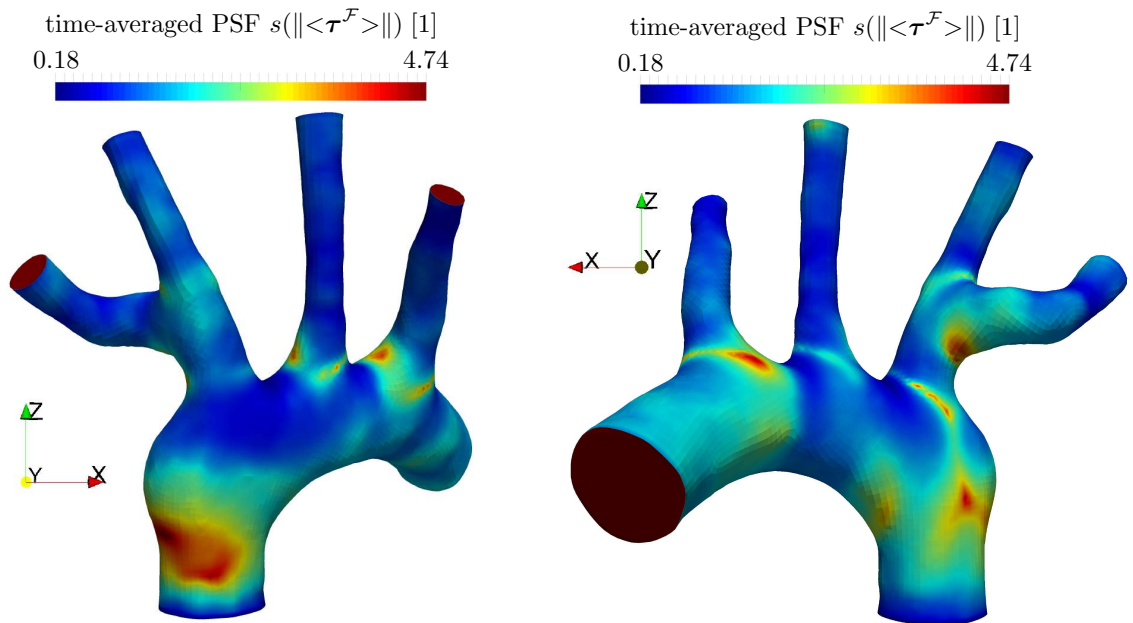 time-averaged PSF s(‖<τ^ℱ>‖) [1]
0.18 4.74
Z
Y X
time-averaged PSF s(‖<τ^ℱ>‖) [1]
0.18 4.74
Z
X Y